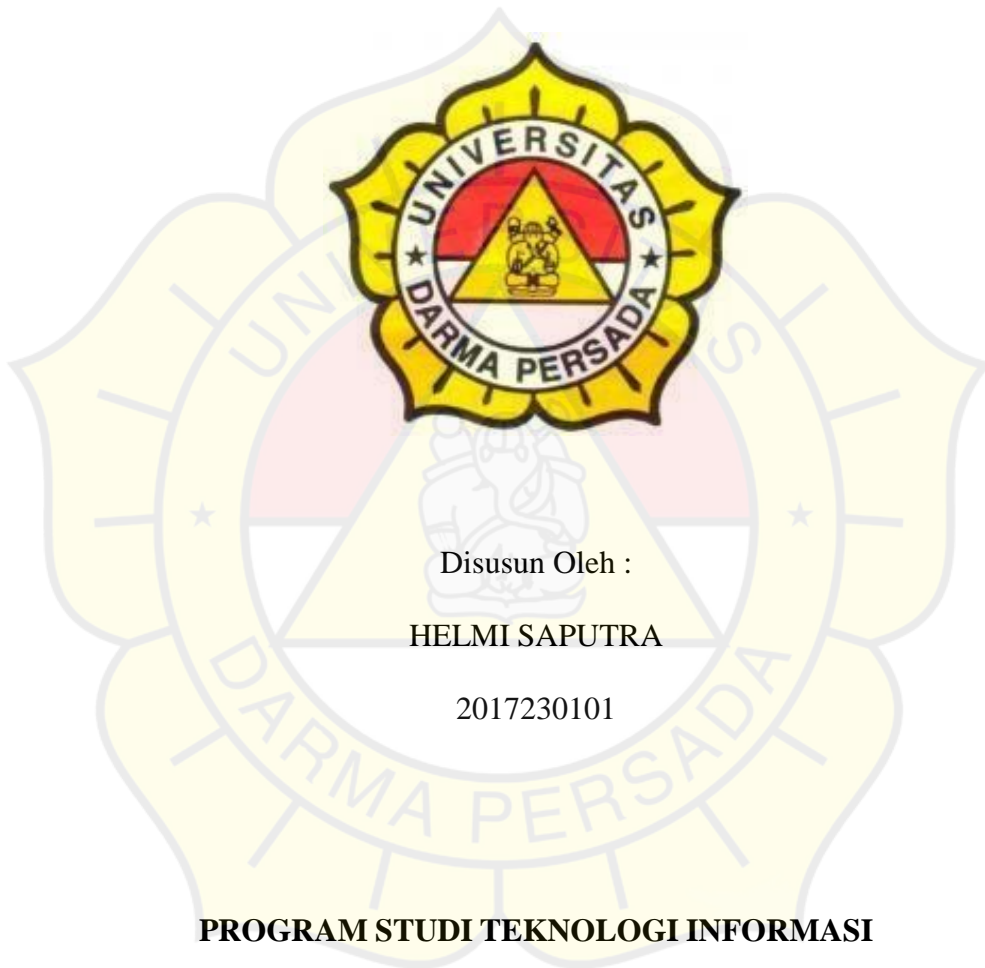 UNIVERSITAS
DARMA PERSADA
Disusun Oleh :
HELMI SAPUTRA
2017230101
PROGRAM STUDI TEKNOLOGI INFORMASI